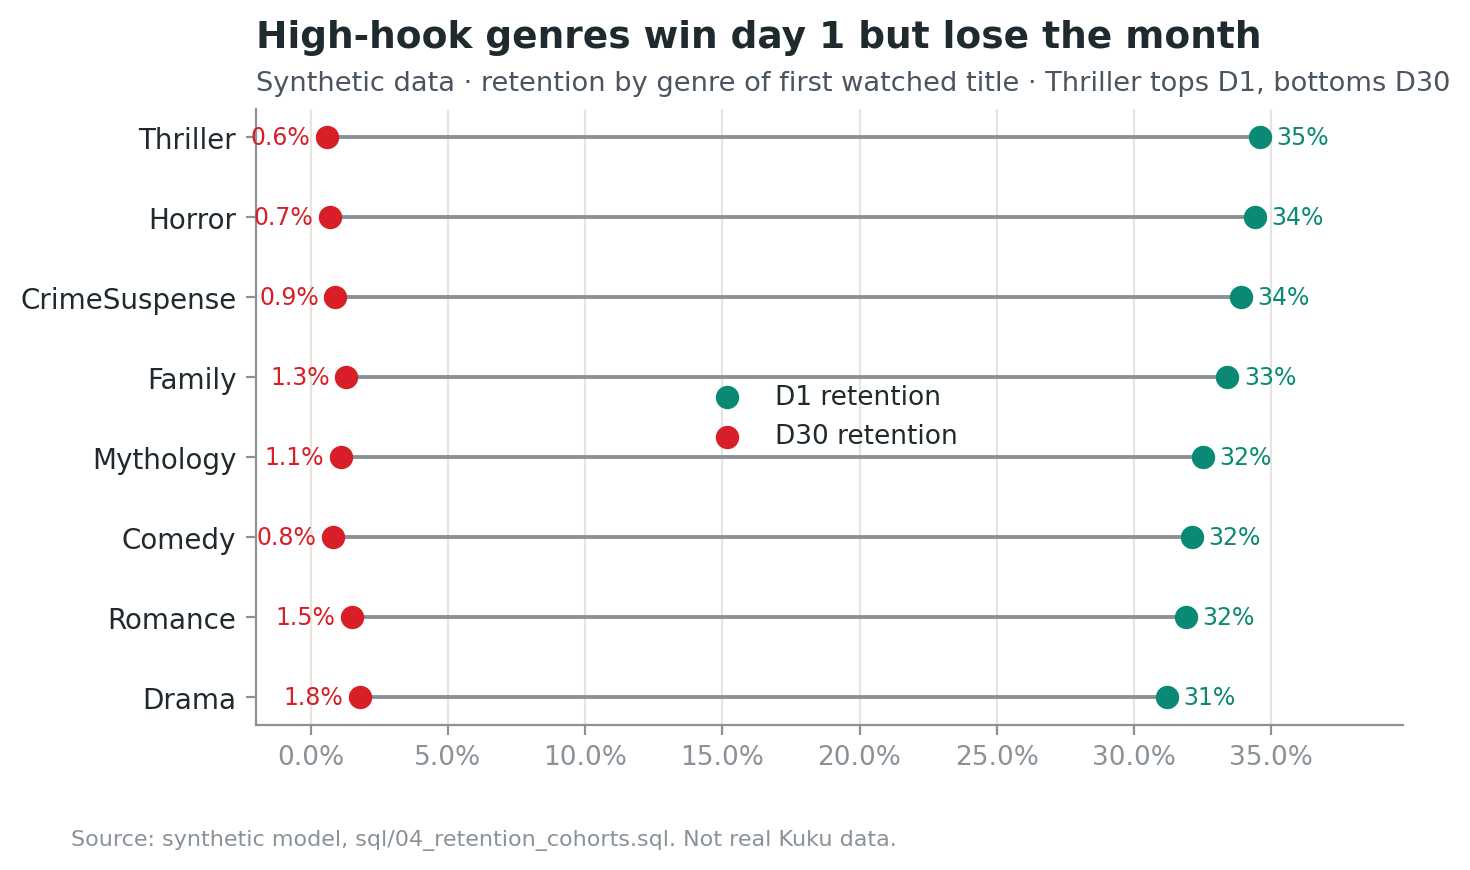 High-hook genres win day 1 but lose the month
Synthetic data · retention by genre of first watched title · Thriller tops D1, bottoms D30
Thriller 0.6% 35%
Horror 0.7% 34%
CrimeSuspense 0.9% 34%
Family 1.3% 33%
D1 retention
D30 retention
Mythology 1.1% 32%
Comedy 0.8% 32%
Romance 1.5% 32%
Drama 1.8% 31%
0.0% 5.0% 10.0% 15.0% 20.0% 25.0% 30.0% 35.0%
Source: synthetic model, sql/04_retention_cohorts.sql. Not real Kuku data.